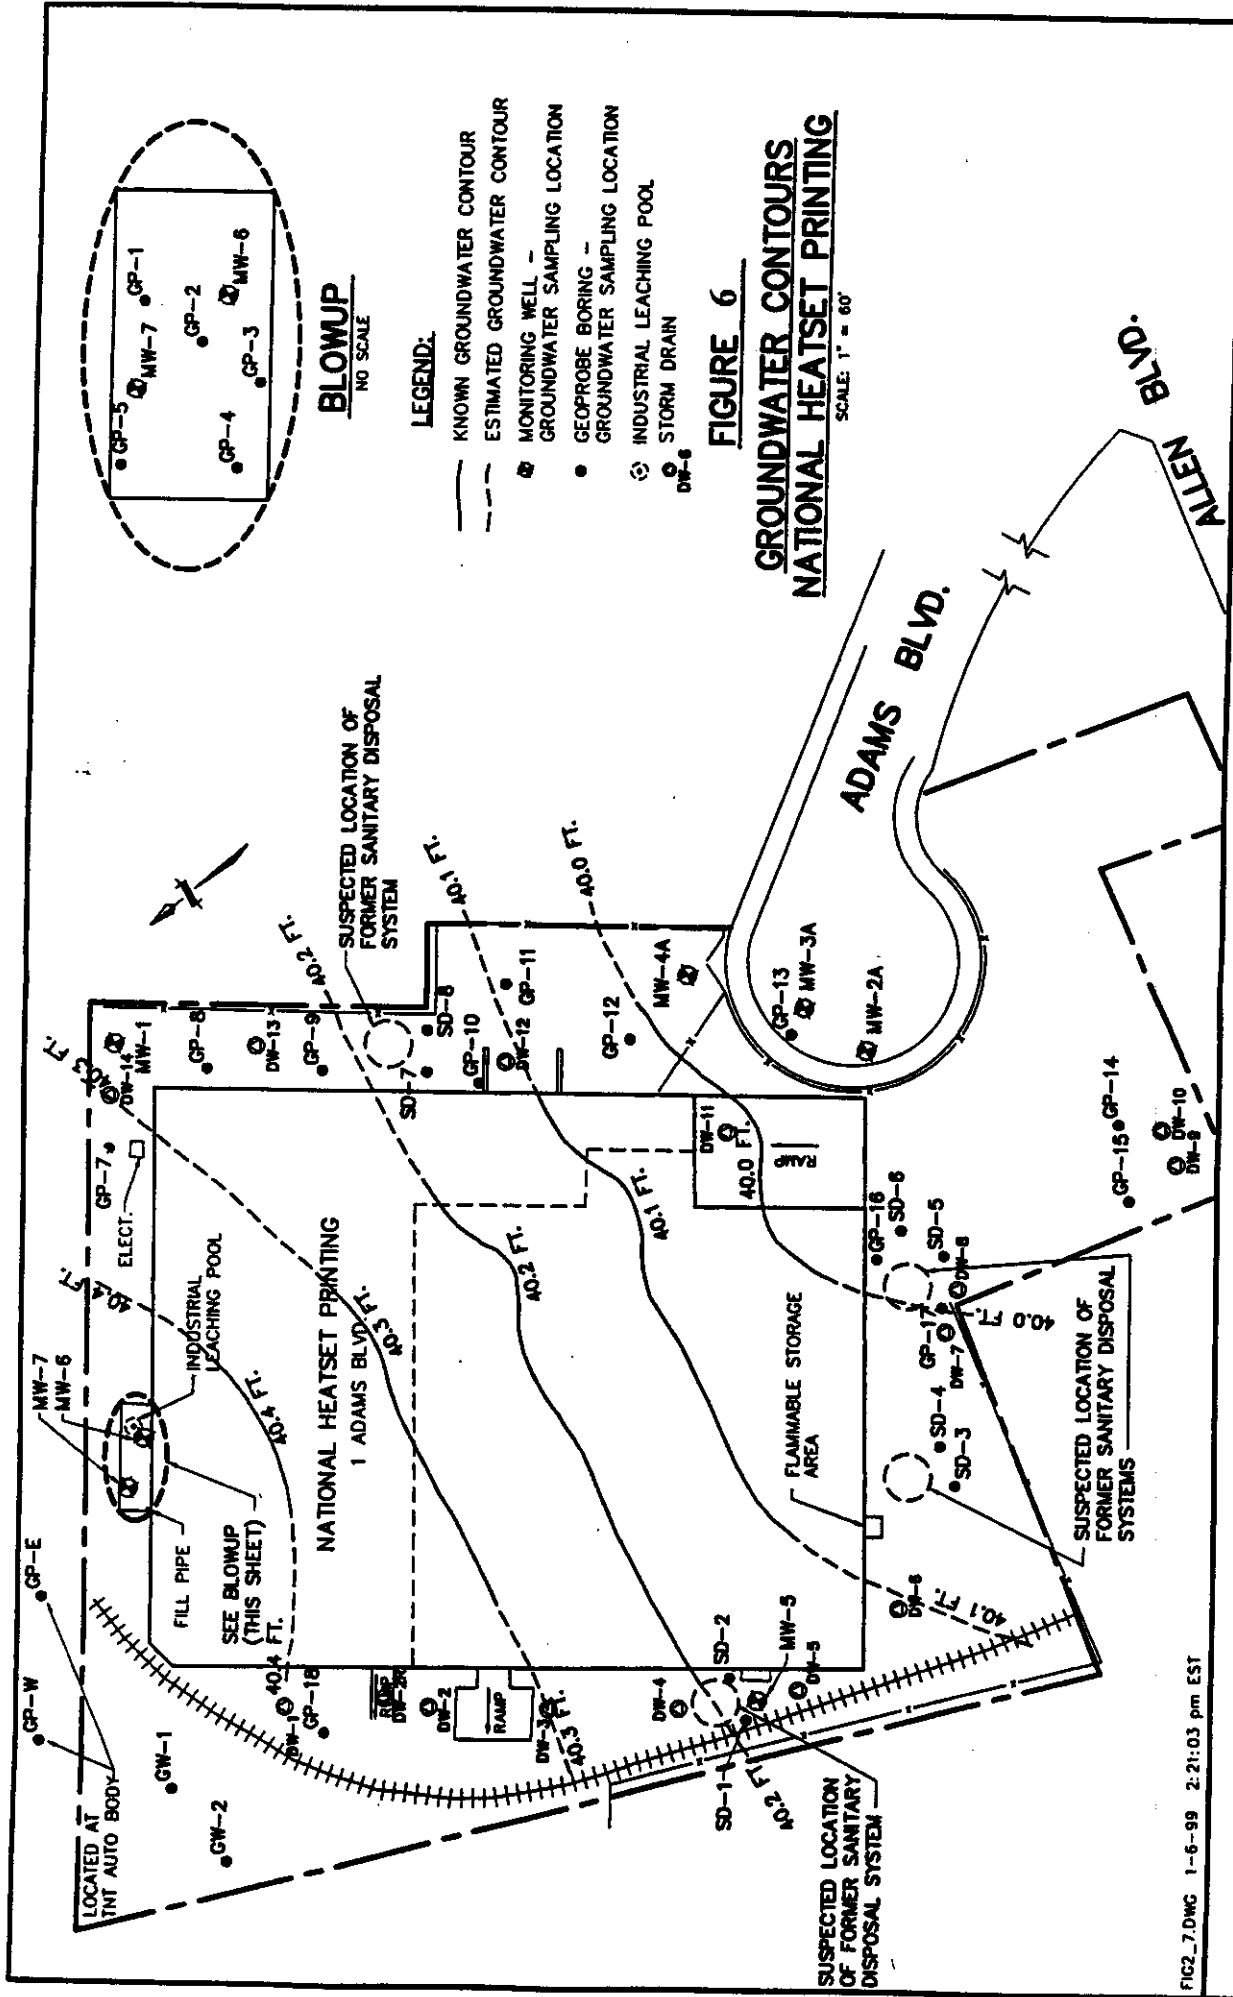 LOCATED AT
TNT AUTO BODY
GP-W
GP-E
GW-1
GW-2
MW-7
MW-6
FILL PIPE
SEE BLOWUP
(THIS SHEET)
INDUSTRIAL
LEACHING POOL
ELECT.
GP-7
DW-14
MW-1
GP-8
DW-13
GP-9
40.4 FT.
40.4 FT.
40.4 FT.
NATIONAL HEATSET PRINTING
1 ADAMS BLVD.
40.3 FT.
40.3 FT.
40.2 FT.
40.2 FT.
40.2 FT.
40.1 FT.
40.1 FT.
40.1 FT.
40.0 FT.
40.0 FT.
40.0 FT.
DW-1
GP-18
RAMP
DW-2
RAMP
DW-3
DW-4
SD-2
MW-5
DW-5
SD-1
SUSPECTED LOCATION
OF FORMER SANITARY
DISPOSAL SYSTEM
SUSPECTED LOCATION OF
FORMER SANITARY DISPOSAL
SYSTEM
SD-7
SD-8
GP-10
GP-11
DW-12
GP-12
MW-4A
DW-11
RAMP
GP-13
MW-3A
MW-2A
FLAMMABLE STORAGE
AREA
DW-6
SD-3
SD-4
DW-7
GP-17
DW-8
SD-5
SD-6
GP-16
SUSPECTED LOCATION OF
FORMER SANITARY DISPOSAL
SYSTEMS
GP-15
GP-14
DW-10
DW-9
ADAMS BLVD.
ALLEN BLVD.
GP-5
MW-7
GP-1
GP-2
MW-6
GP-4
GP-3
BLOWUP
NO SCALE
LEGEND:
KNOWN GROUNDWATER CONTOUR
ESTIMATED GROUNDWATER CONTOUR
MONITORING WELL -
GROUNDWATER SAMPLING LOCATION
GEOPROBE BORING -
GROUNDWATER SAMPLING LOCATION
INDUSTRIAL LEACHING POOL
STORM DRAIN
DW-6
FIGURE 6
GROUNDWATER CONTOURS
NATIONAL HEATSET PRINTING
SCALE: 1" = 60'
FIG2_7.DWG 1-6-99 2:21:03 pm EST